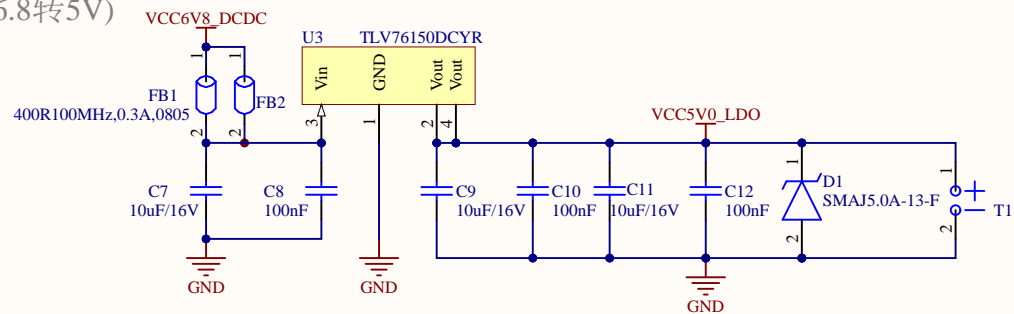 6.8转5V)
VCC6V8_DCDC
U3
TLV76150DCYR
1
1
Vin
GND
Vout
Vout
FB1
FB2
400R100MHz,0.3A,0805
2
2
3
1
2
4
VCC5V0_LDO
C7
10uF/16V
C8
100nF
C9
10uF/16V
C10
100nF
C11
10uF/16V
C12
100nF
1
D1
SMAJ5.0A-13-F
2
1
T1
2
GND
GND
GND